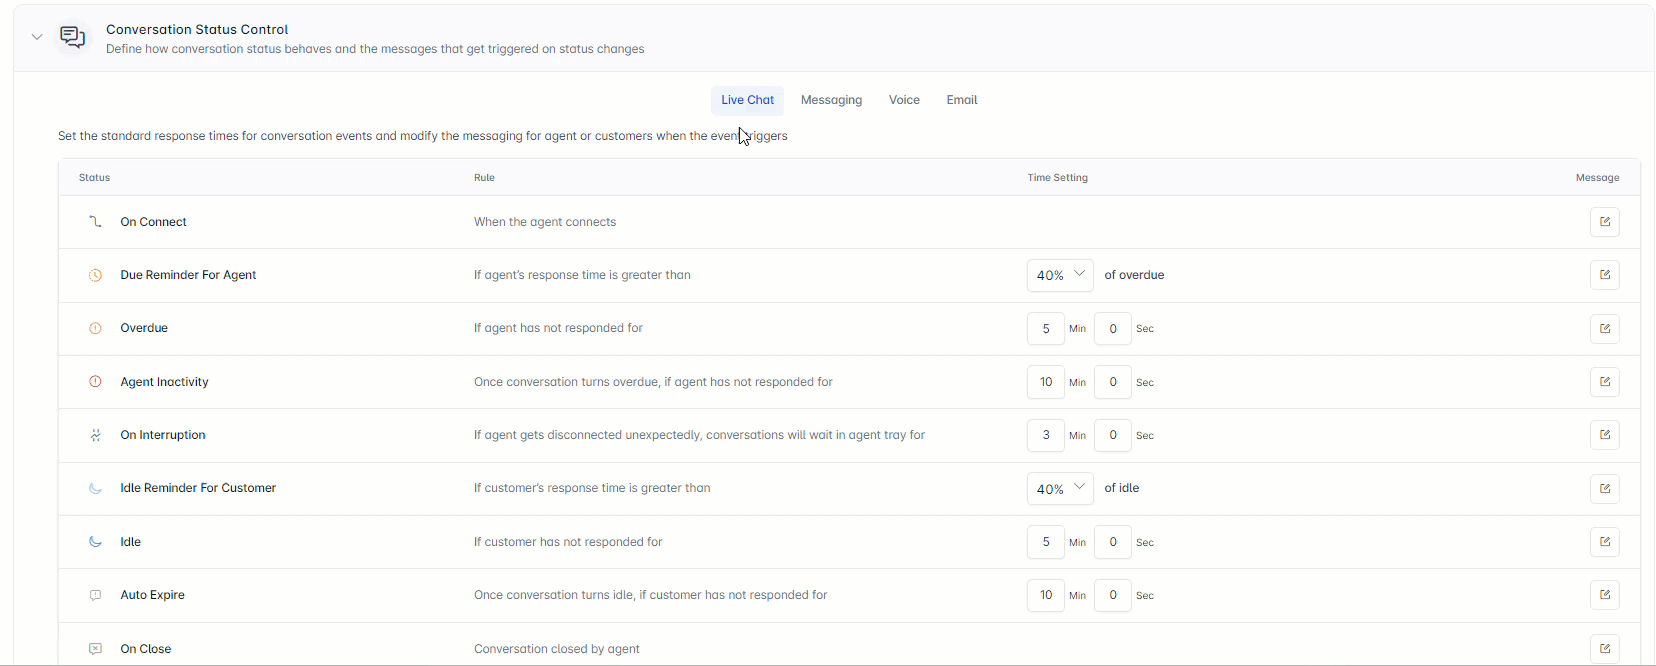 Conversation Status Control
Define how conversation status behaves and the messages that get triggered on status changes
Live Chat Messaging Voice Email
Set the standard response times for conversation events and modify the messaging for agent or customers when the event triggers
Status Rule Time Setting Message
On Connect When the agent connects
Due Reminder For Agent If agent's response time is greater than 40% of overdue
Overdue If agent has not responded for 5 Min 0 Sec
Agent Inactivity Once conversation turns overdue, if agent has not responded for 10 Min 0 Sec
On Interruption If agent gets disconnected unexpectedly, conversations will wait in agent tray for 3 Min 0 Sec
Idle Reminder For Customer If customer's response time is greater than 40% of idle
Idle If customer has not responded for 5 Min 0 Sec
Auto Expire Once conversation turns idle, if customer has not responded for 10 Min 0 Sec
On Close Conversation closed by agent